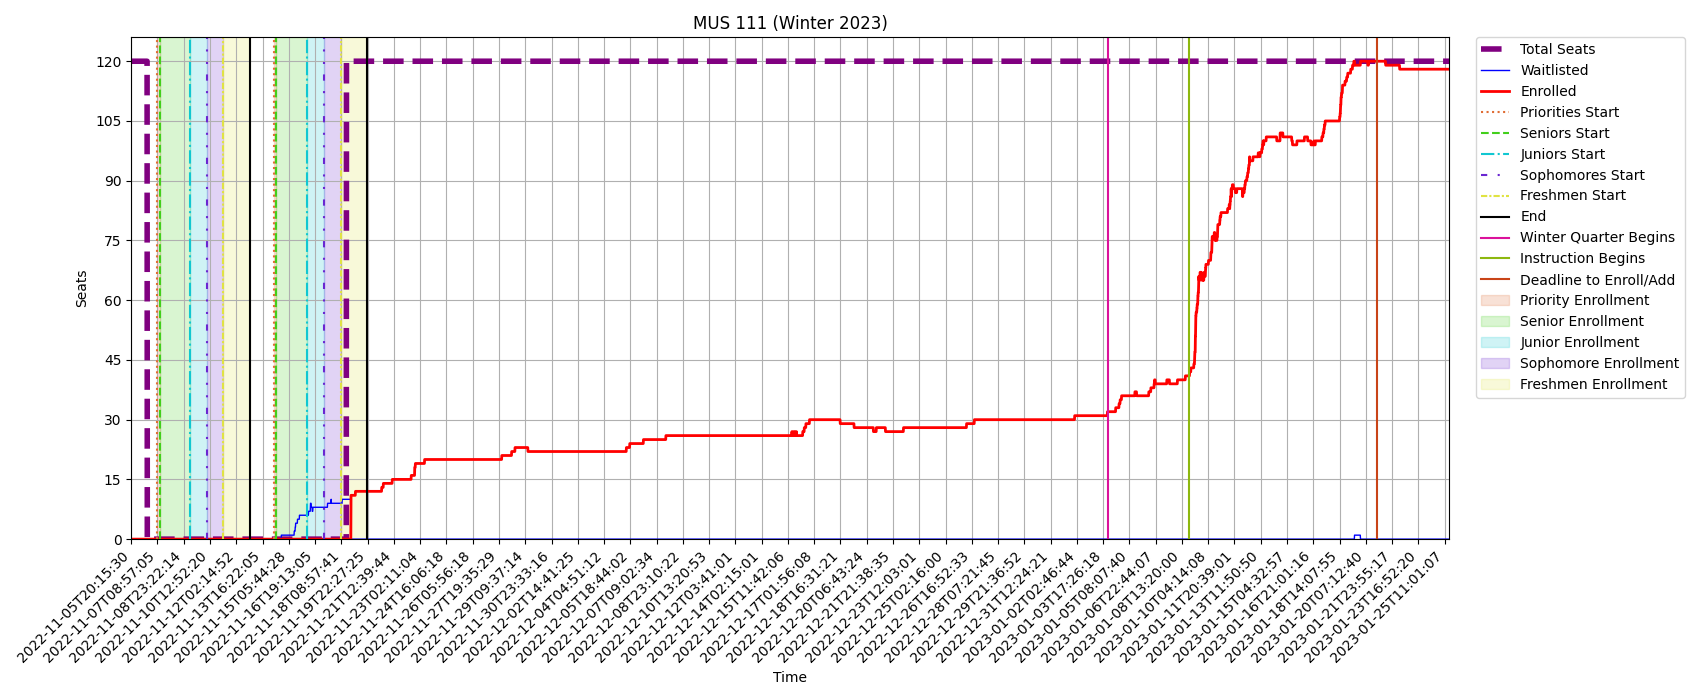 MUS 111 (Winter 2023)
Seats
120
105
90
75
60
45
30
15
0
2022-11-05T20:15:30
2022-11-07T08:57:05
2022-11-08T23:22:14
2022-11-10T12:52:20
2022-11-12T02:14:52
2022-11-13T16:22:05
2022-11-15T05:44:28
2022-11-16T19:13:05
2022-11-18T08:57:41
2022-11-19T22:27:25
2022-11-21T12:39:44
2022-11-23T02:11:04
2022-11-26T05:06:18
2022-11-27T19:56:18
2022-11-29T09:35:29
2022-11-30T23:37:14
2022-12-02T14:33:16
2022-12-04T04:41:25
2022-12-05T18:51:12
2022-12-07T09:44:02
2022-12-08T23:02:34
2022-12-10T13:10:22
2022-12-12T03:20:53
2022-12-14T02:41:01
2022-12-15T11:15:01
2022-12-17T01:42:06
2022-12-18T16:56:08
2022-12-20T06:31:21
2022-12-21T21:43:24
2022-12-23T12:38:35
2022-12-25T02:03:01
2022-12-26T16:16:00
2022-12-28T07:52:33
2022-12-29T21:21:45
2022-12-31T12:36:52
2023-01-02T02:24:21
2023-01-03T17:46:44
2023-01-05T08:26:18
2023-01-06T22:07:40
2023-01-08T13:44:07
2023-01-10T04:20:00
2023-01-11T20:14:08
2023-01-13T11:39:01
2023-01-15T04:50:50
2023-01-16T21:32:57
2023-01-18T14:01:16
2023-01-20T07:07:55
2023-01-21T23:12:40
2023-01-23T16:55:17
2023-01-25T11:52:20
Time
Total Seats
Waitlisted
Enrolled
Priorities Start
Seniors Start
Juniors Start
Sophomores Start
Freshmen Start
End
Winter Quarter Begins
Instruction Begins
Deadline to Enroll/Add
Priority Enrollment
Senior Enrollment
Junior Enrollment
Sophomore Enrollment
Freshmen Enrollment